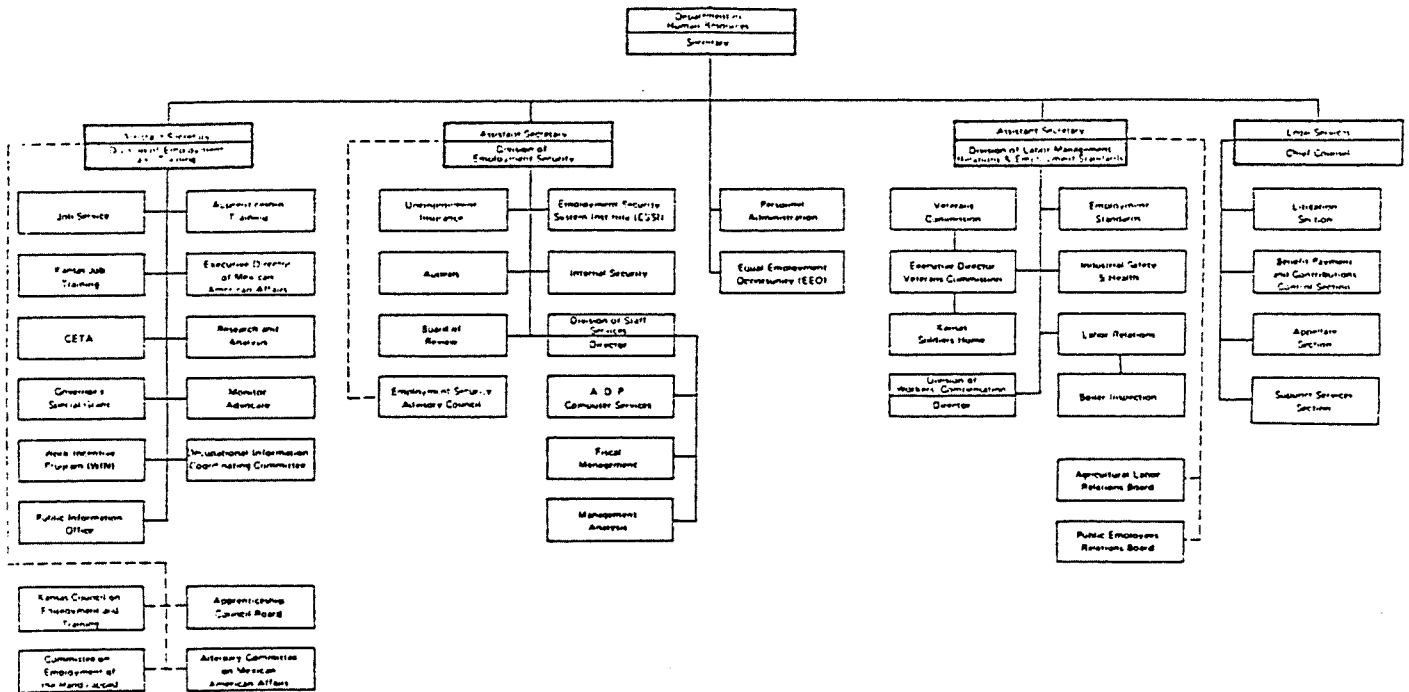 Department of
Human Resources
Secretary
Assistant Secretary
Division of Employment
and Training
Job Service
Apprenticeship
Training
Kansas Job
Training
Executive Director
of Mexican
American Affairs
CETA
Research and
Analysis
Governor's
Special Grant
Monitor
Advocate
Work Incentive
Program (WIN)
Occupational Information
Coordinating Committee
Public Information
Office
Kansas Council on
Employment and
Training
Apprenticeship
Council Board
Committee on
Employment of
the Handicapped
Advisory Committee
on Mexican
American Affairs
Assistant Secretary
Division of
Employment Security
Unemployment
Insurance
Employment Security
System Institute (ESSI)
Internal Security
Board of
Review
Division of Staff
Services
Director
Employment Security
Advisory Council
A. D. P.
Computer Services
Fiscal
Management
Management
Analysis
Personnel
Administration
Equal Employment
Opportunity (EEO)
Assistant Secretary
Division of Labor Management
Relations & Employment Standards
Veterans
Commission
Employment
Standards
Executive Director
Veterans Commission
Industrial Safety
& Health
Kansas
Soldiers Home
Labor Relations
Division of
Workers' Compensation
Director
Boiler Inspection
Agricultural Labor
Relations Board
Public Employees
Relations Board
Legal Services
Chief Counsel
Litigation
Section
Benefit Payment
and Contributions
Control Section
Appellate
Section
Support Services
Section